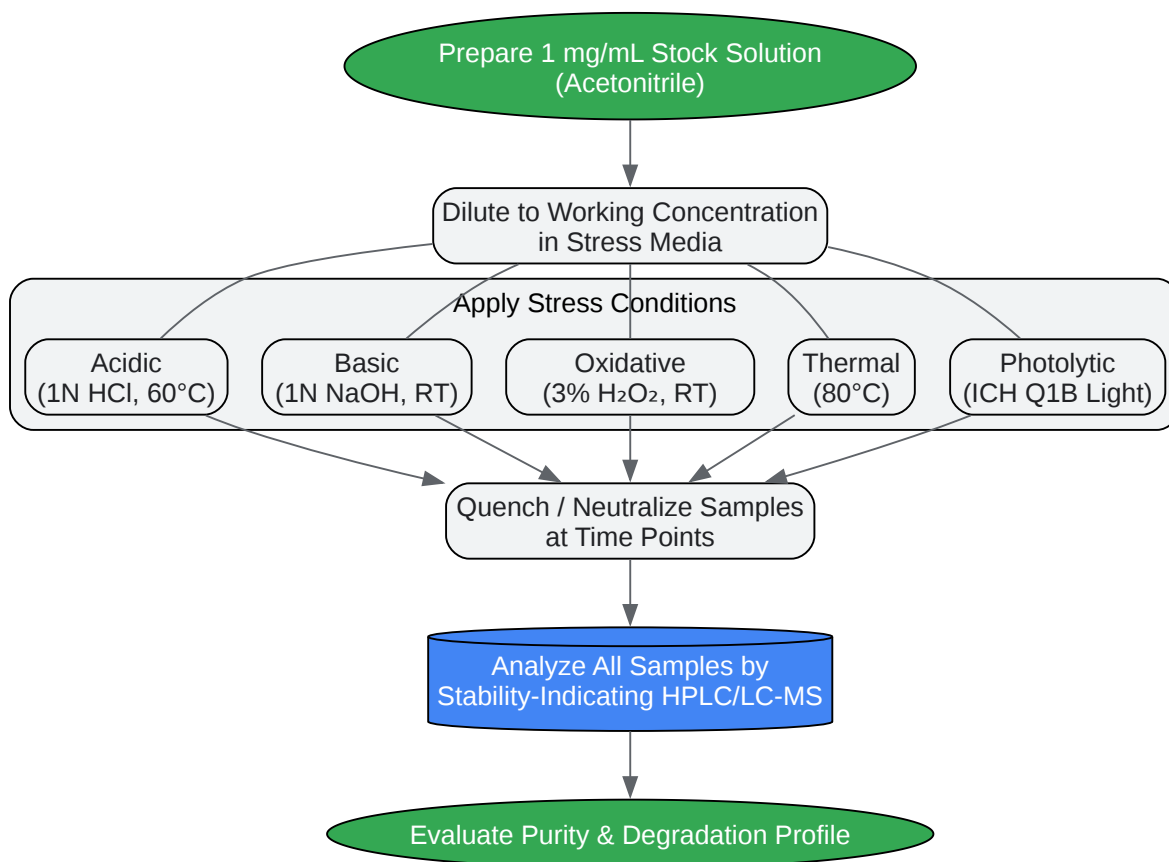 Prepare 1 mg/mL Stock Solution
(Acetonitrile)
Dilute to Working Concentration
in Stress Media
Apply Stress Conditions
Acidic
(1N HCl, 60°C)
Basic
(1N NaOH, RT)
Oxidative
(3% H₂O₂, RT)
Thermal
(80°C)
Photolytic
(ICH Q1B Light)
Quench / Neutralize Samples
at Time Points
Analyze All Samples by
Stability-Indicating HPLC/LC-MS
Evaluate Purity & Degradation Profile